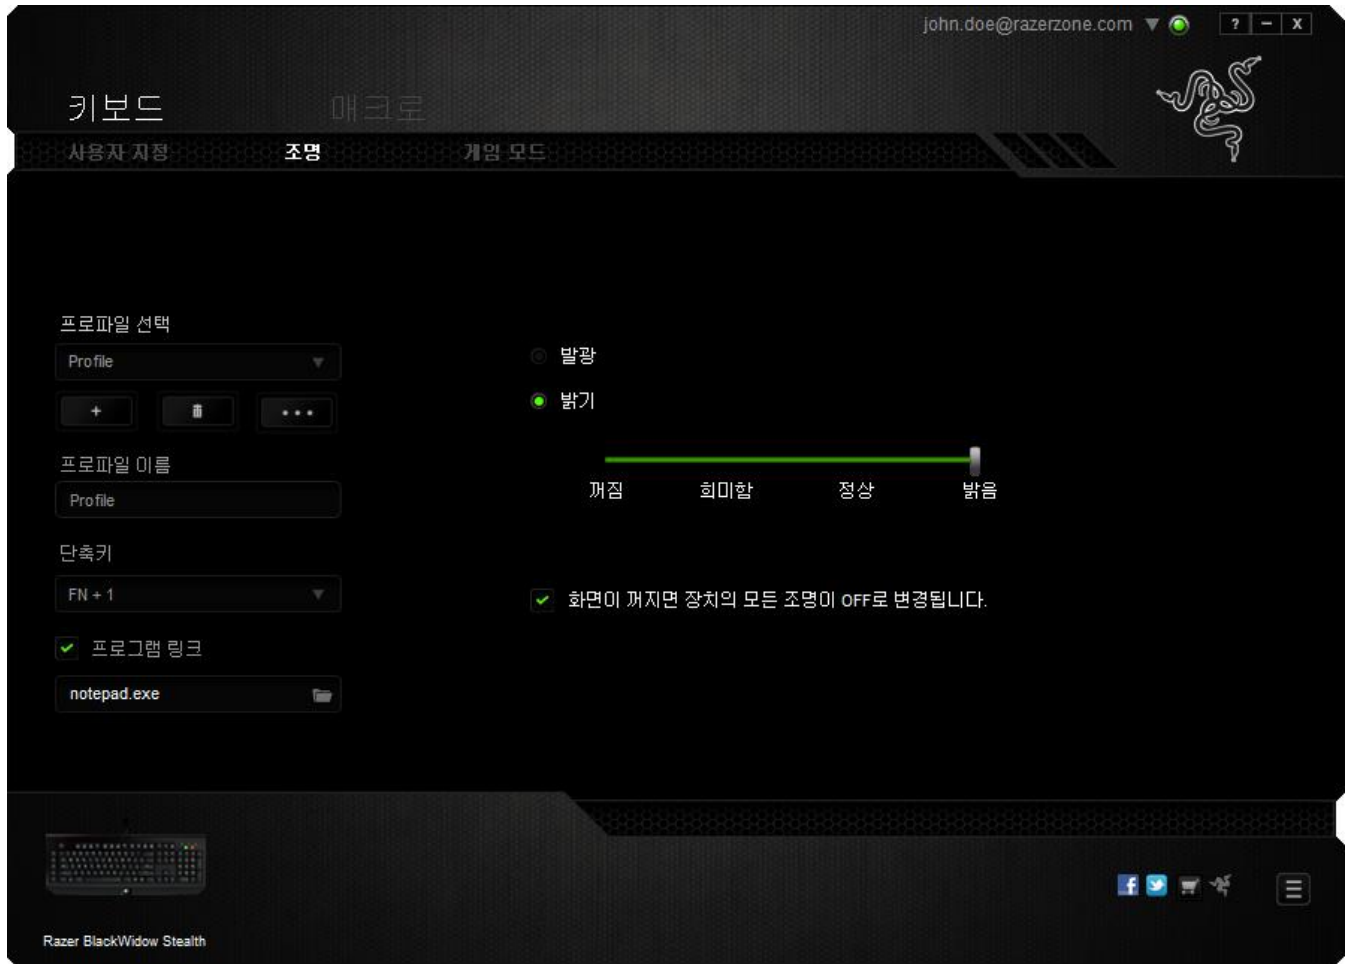 john.doe@razerzone.com
? – X
키보드 매크로
사용자 지정 조명 게임 모드
프로파일 선택
Profile
+ •••
프로파일 이름
Profile
단축키
FN + 1
프로그램 링크
notepad.exe
발광
밝기
꺼짐 희미함 정상 밝음
화면이 꺼지면 장치의 모든 조명이 OFF로 변경됩니다.
Razer BlackWidow Stealth